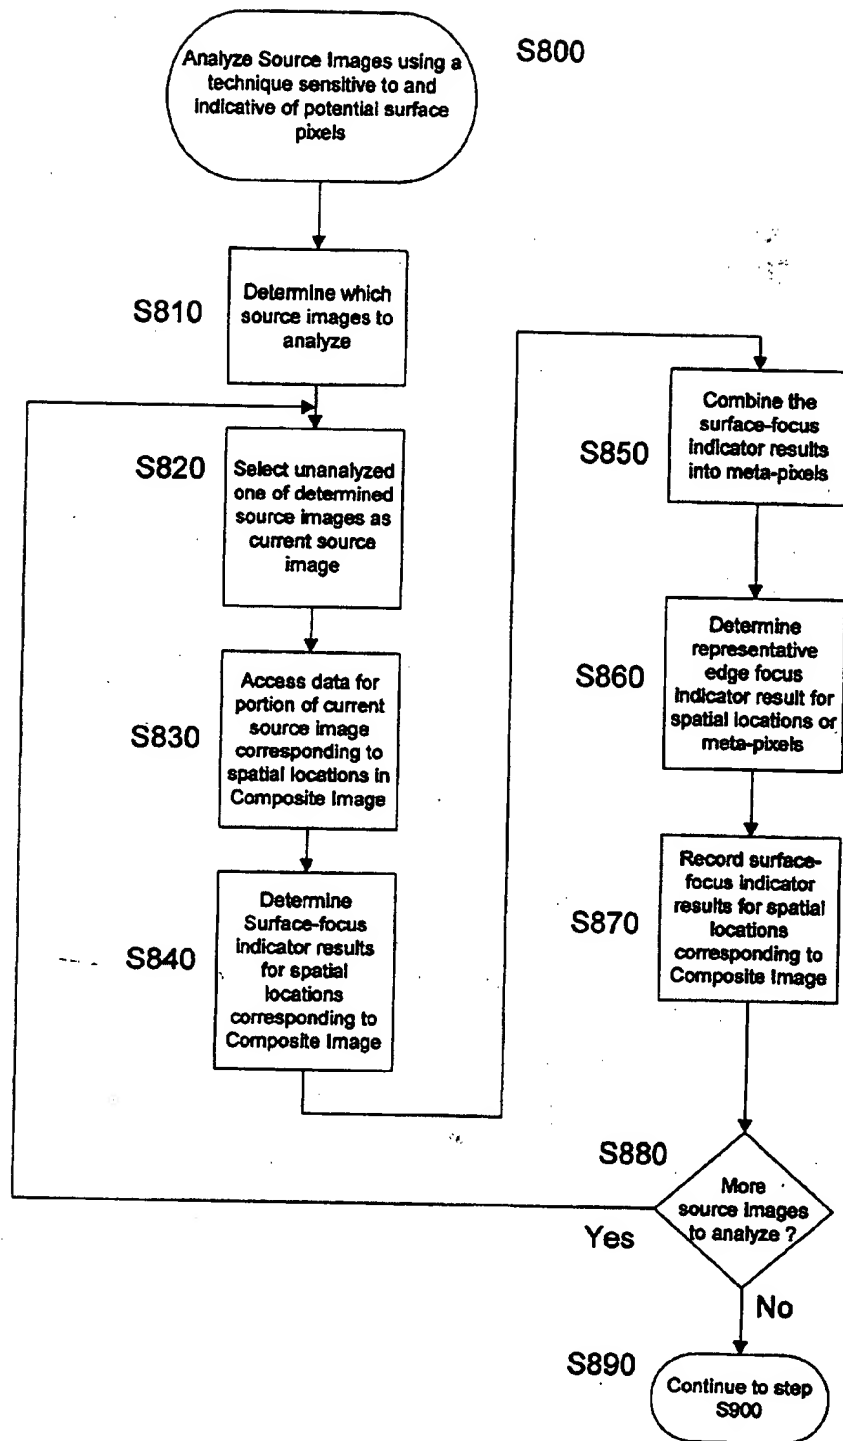 S800
Analyze Source Images using a
technique sensitive to and
indicative of potential surface
pixels
S810
Determine which
source images to
analyze
S820
Select unanalyzed
one of determined
source images as
current source
image
S830
Access data for
portion of current
source image
corresponding to
spatial locations in
Composite Image
S840
Determine
Surface-focus
indicator results
for spatial
locations
corresponding to
Composite Image
S850
Combine the
surface-focus
indicator results
into meta-pixels
S860
Determine
representative
edge focus
indicator result for
spatial locations or
meta-pixels
S870
Record surface-
focus indicator
results for spatial
locations
corresponding to
Composite Image
S880
More
source images
to analyze ?
Yes
No
S890
Continue to step
S900